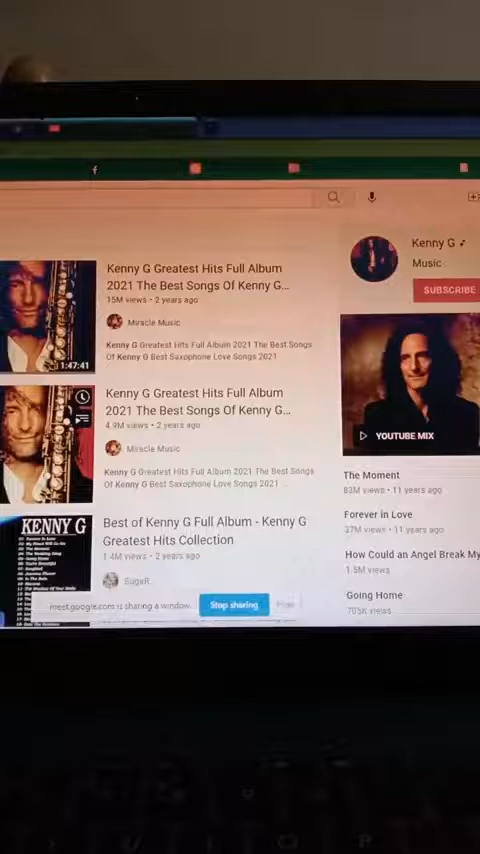 Kenny G Greatest Hits Full Album
2021 The Best Songs Of Kenny G...
15M views • 2 years ago
Miracle Music
Kenny G Greatest Hits Full Album 2021 The Best Songs
Of Kenny G Best Saxophone Love Songs 2021
1:47:41
Kenny G Greatest Hits Full Album
2021 The Best Songs Of Kenny G...
4.9M views • 2 years ago
Miracle Music
Kenny G Greatest Hits Full Album 2021 The Best Songs
Of Kenny G Best Saxophone Love Songs 2021 ...
KENNY G
Best of Kenny G Full Album - Kenny G
Greatest Hits Collection
1.4M views • 2 years ago
SugaR.
meet.google.com is sharing a window.
Stop sharing
Hide
Kenny G
Music
SUBSCRIBE
YOUTUBE MIX
The Moment
83M views • 11 years ago
Forever in Love
37M views • 11 years ago
How Could an Angel Break My
1.5M views
Going Home
705K views